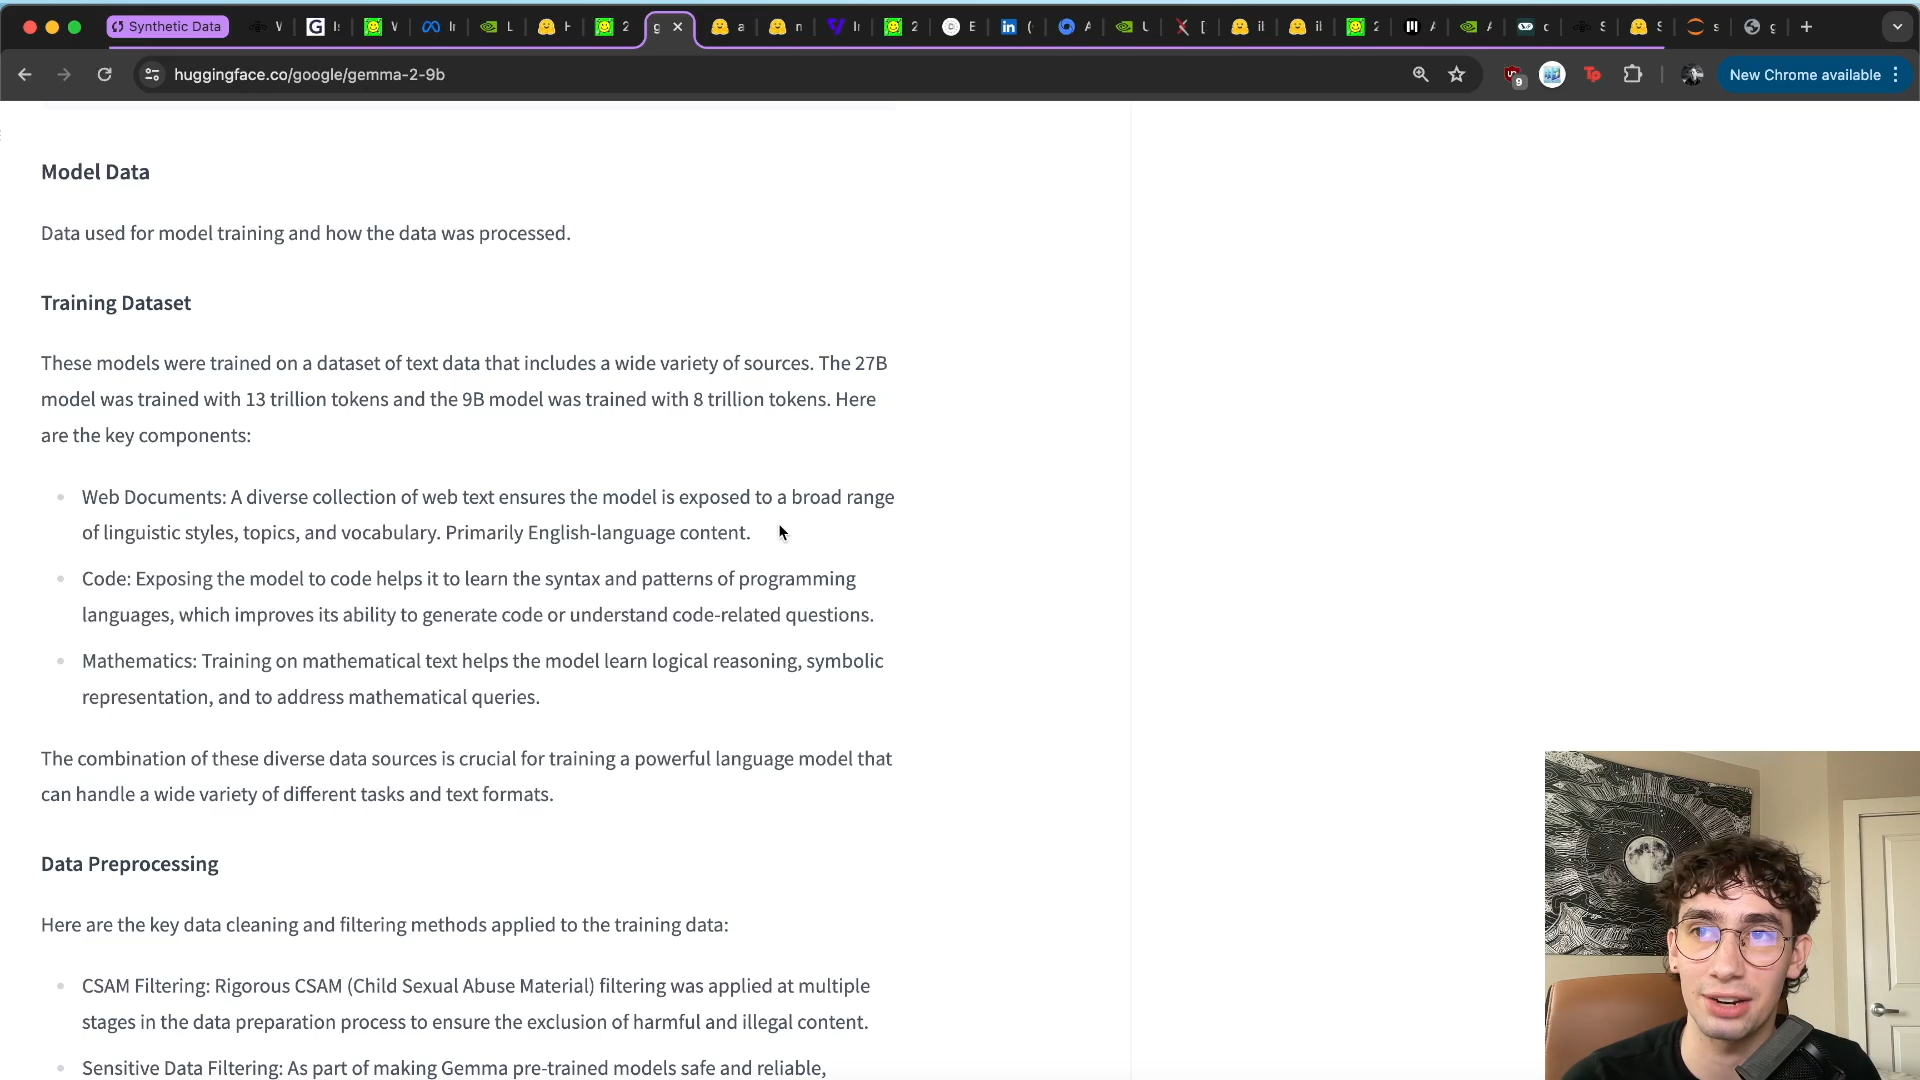 Synthetic Data
New Chrome available
huggingface.co/google/gemma-2-9b
Model Data
Data used for model training and how the data was processed.
Training Dataset
These models were trained on a dataset of text data that includes a wide variety of sources. The 27B
model was trained with 13 trillion tokens and the 9B model was trained with 8 trillion tokens. Here
are the key components:
Web Documents: A diverse collection of web text ensures the model is exposed to a broad range
of linguistic styles, topics, and vocabulary. Primarily English-language content.
Code: Exposing the model to code helps it to learn the syntax and patterns of programming
languages, which improves its ability to generate code or understand code-related questions.
Mathematics: Training on mathematical text helps the model learn logical reasoning, symbolic
representation, and to address mathematical queries.
The combination of these diverse data sources is crucial for training a powerful language model that
can handle a wide variety of different tasks and text formats.
Data Preprocessing
Here are the key data cleaning and filtering methods applied to the training data:
CSAM Filtering: Rigorous CSAM (Child Sexual Abuse Material) filtering was applied at multiple
stages in the data preparation process to ensure the exclusion of harmful and illegal content.
Sensitive Data Filtering: As part of making Gemma pre-trained models safe and reliable,